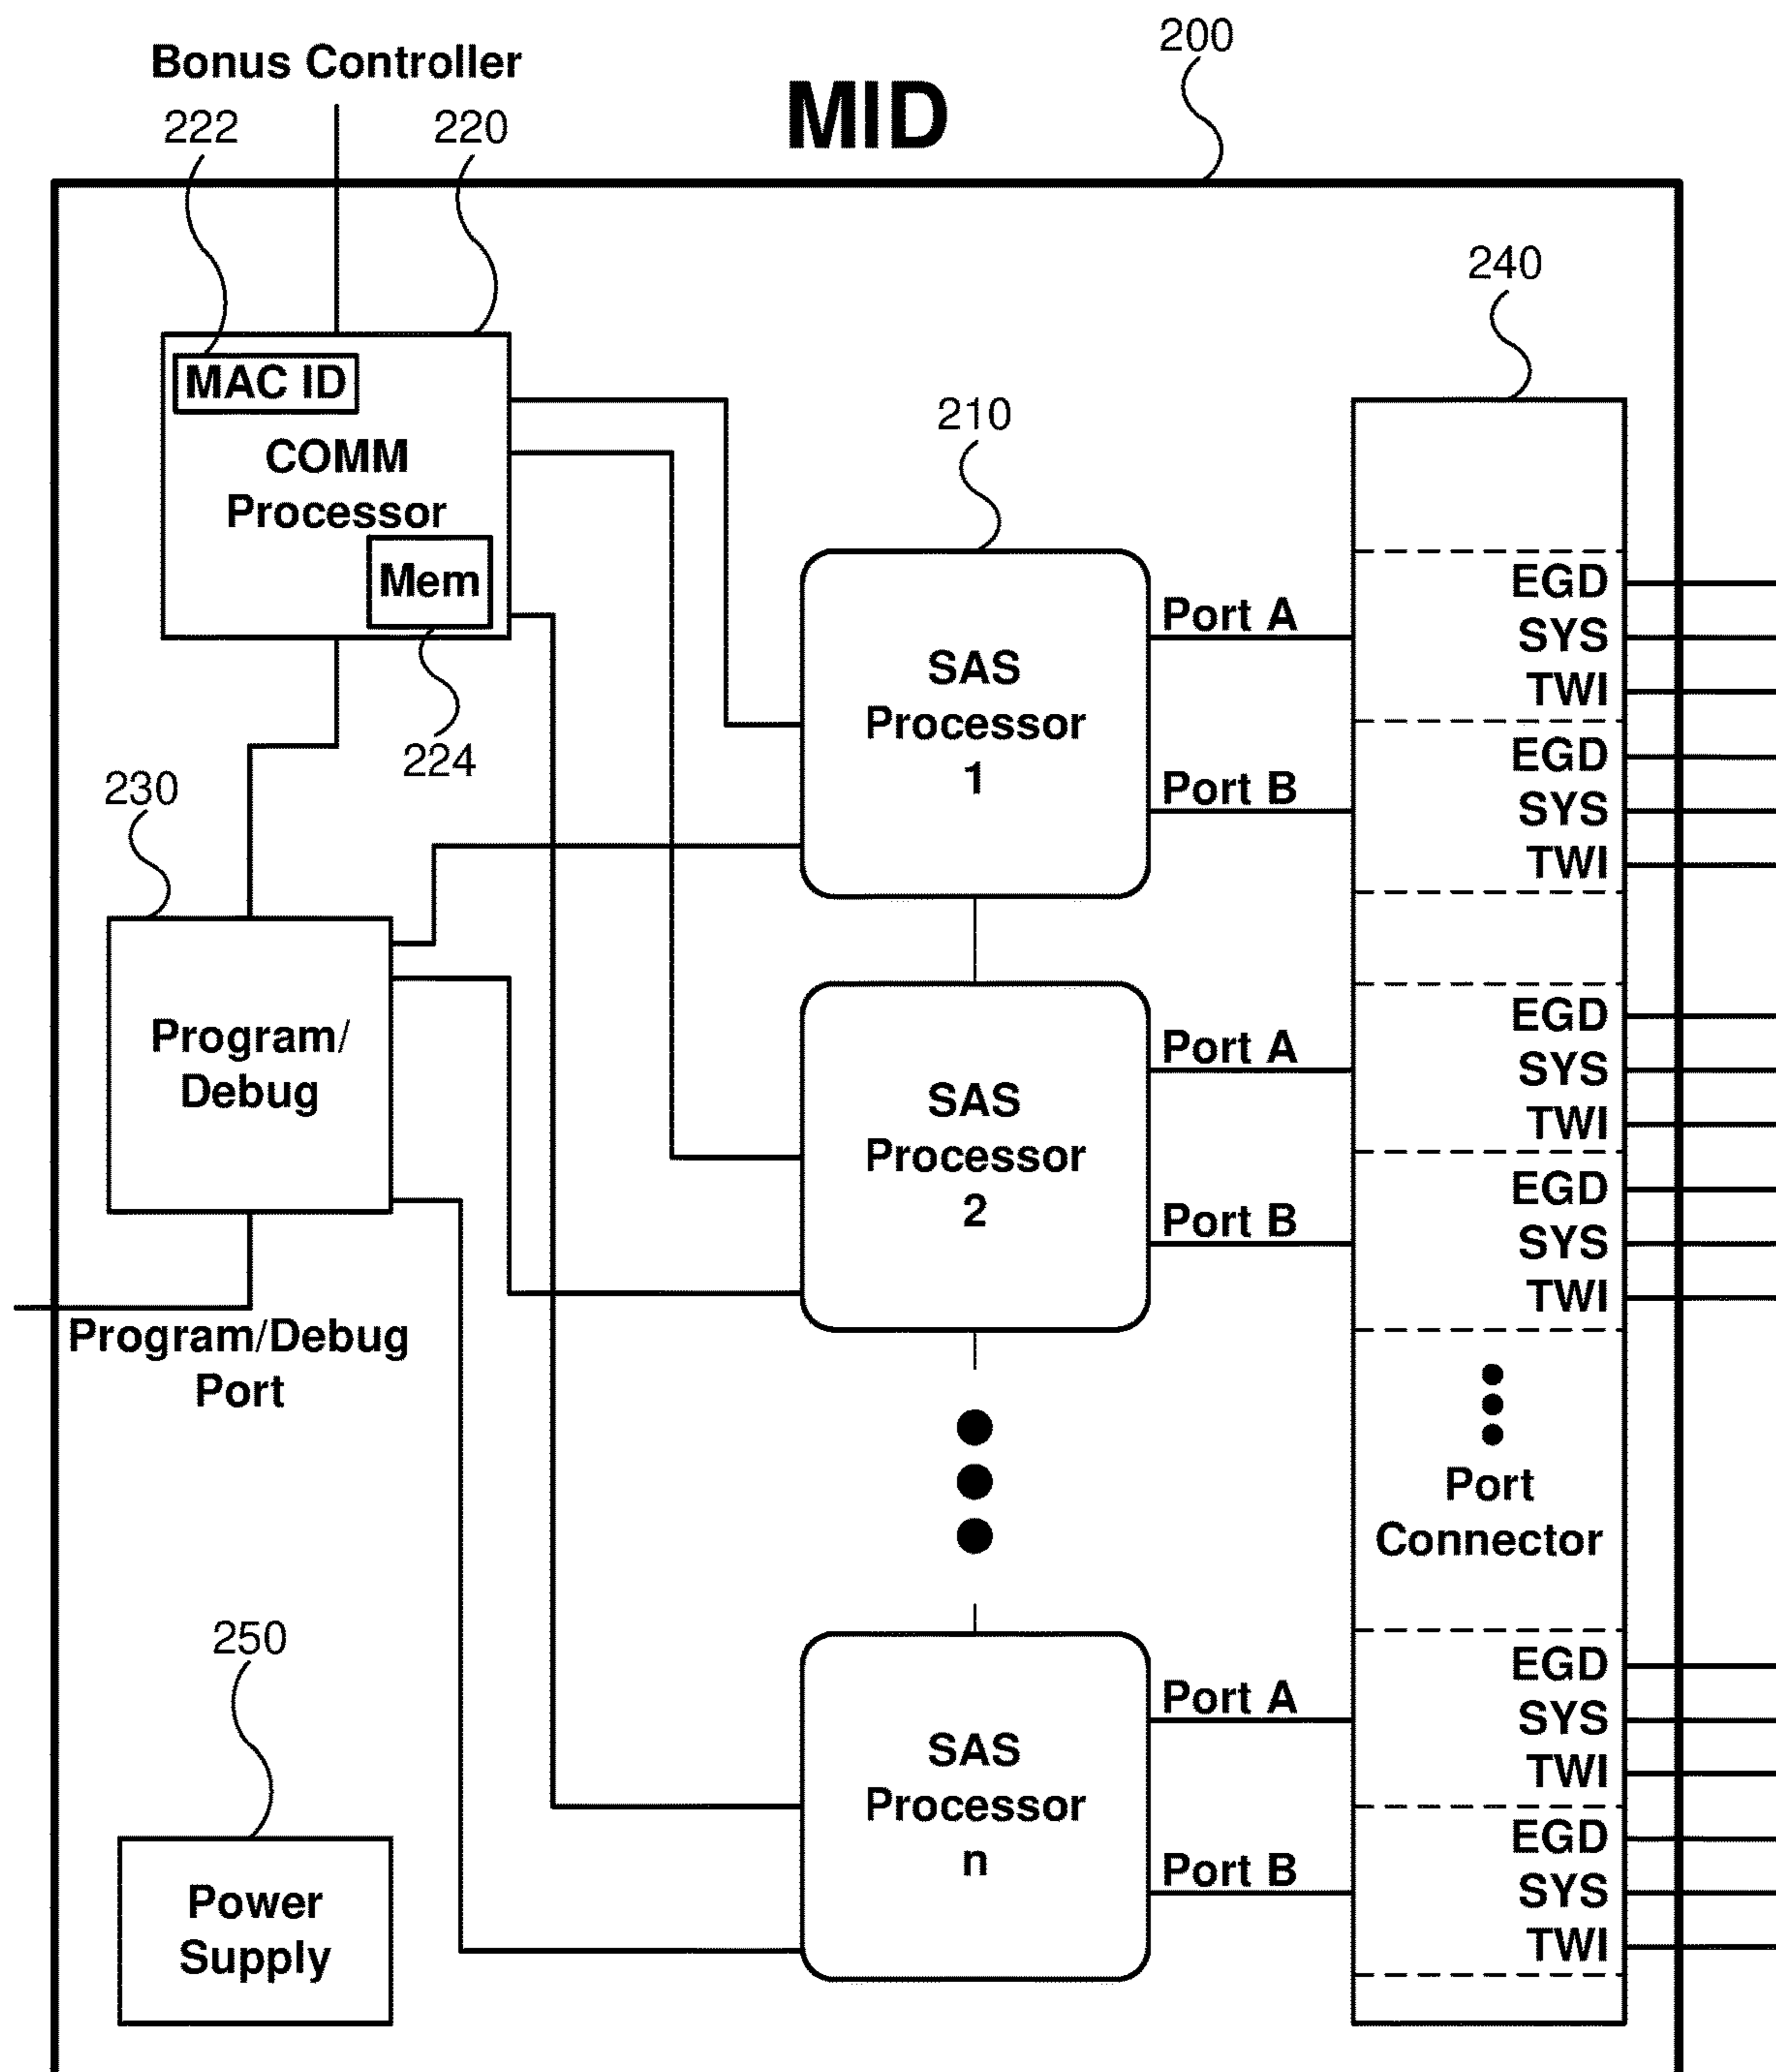 Bonus Controller
200
MID
222
220
240
MAC ID
COMM
Processor
Mem
224
210
SAS
Processor
1
Port A
Port B
EGD
SYS
TWI
EGD
SYS
TWI
230
Program/
Debug
Program/Debug
Port
SAS
Processor
2
Port A
Port B
EGD
SYS
TWI
EGD
SYS
TWI
Port
Connector
250
Power
Supply
SAS
Processor
n
Port A
Port B
EGD
SYS
TWI
EGD
SYS
TWI